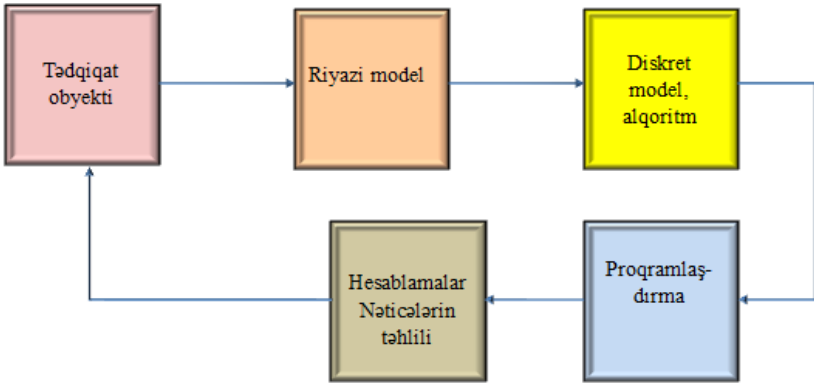 Tədqiqat
obyekti
Riyazi model
Diskret
model,
alqoritm
Proqramlaş-
dırma
Hesablamalar
Nəticələrin
təhlili